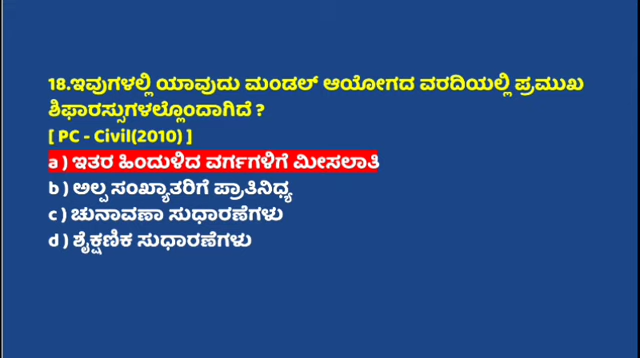 18.ಇವುಗಳಲ್ಲಿ ಯಾವುದು ಮಂಡಲ್ ಆಯೋಗದ ವರದಿಯಲ್ಲಿ ಪ್ರಮುಖ
ಶಿಫಾರಸ್ಸುಗಳಲ್ಲೊಂದಾಗಿದೆ ?
[ PC - Civil(2010) ]
a ) ಇತರ ಹಿಂದುಳಿದ ವರ್ಗಗಳಿಗೆ ಮೀಸಲಾತಿ
b ) ಅಲ್ಪ ಸಂಖ್ಯಾತರಿಗೆ ಪ್ರಾತಿನಿಧ್ಯ
c ) ಚುನಾವಣಾ ಸುಧಾರಣೆಗಳು
d ) ಶೈಕ್ಷಣಿಕ ಸುಧಾರಣೆಗಳು